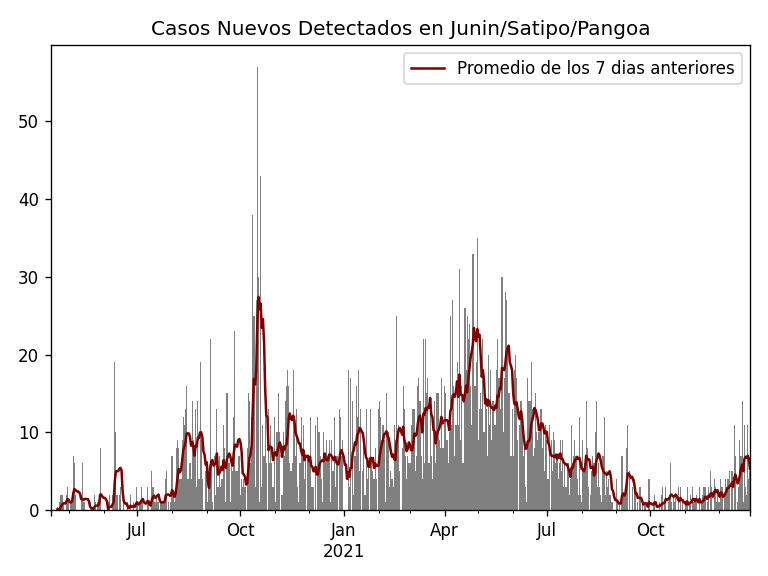 Casos Nuevos Detectados en Junin/Satipo/Pangoa
Promedio de los 7 dias anteriores
50
40
30
20
10
0
Jul Oct Jan Apr Jul Oct
2021